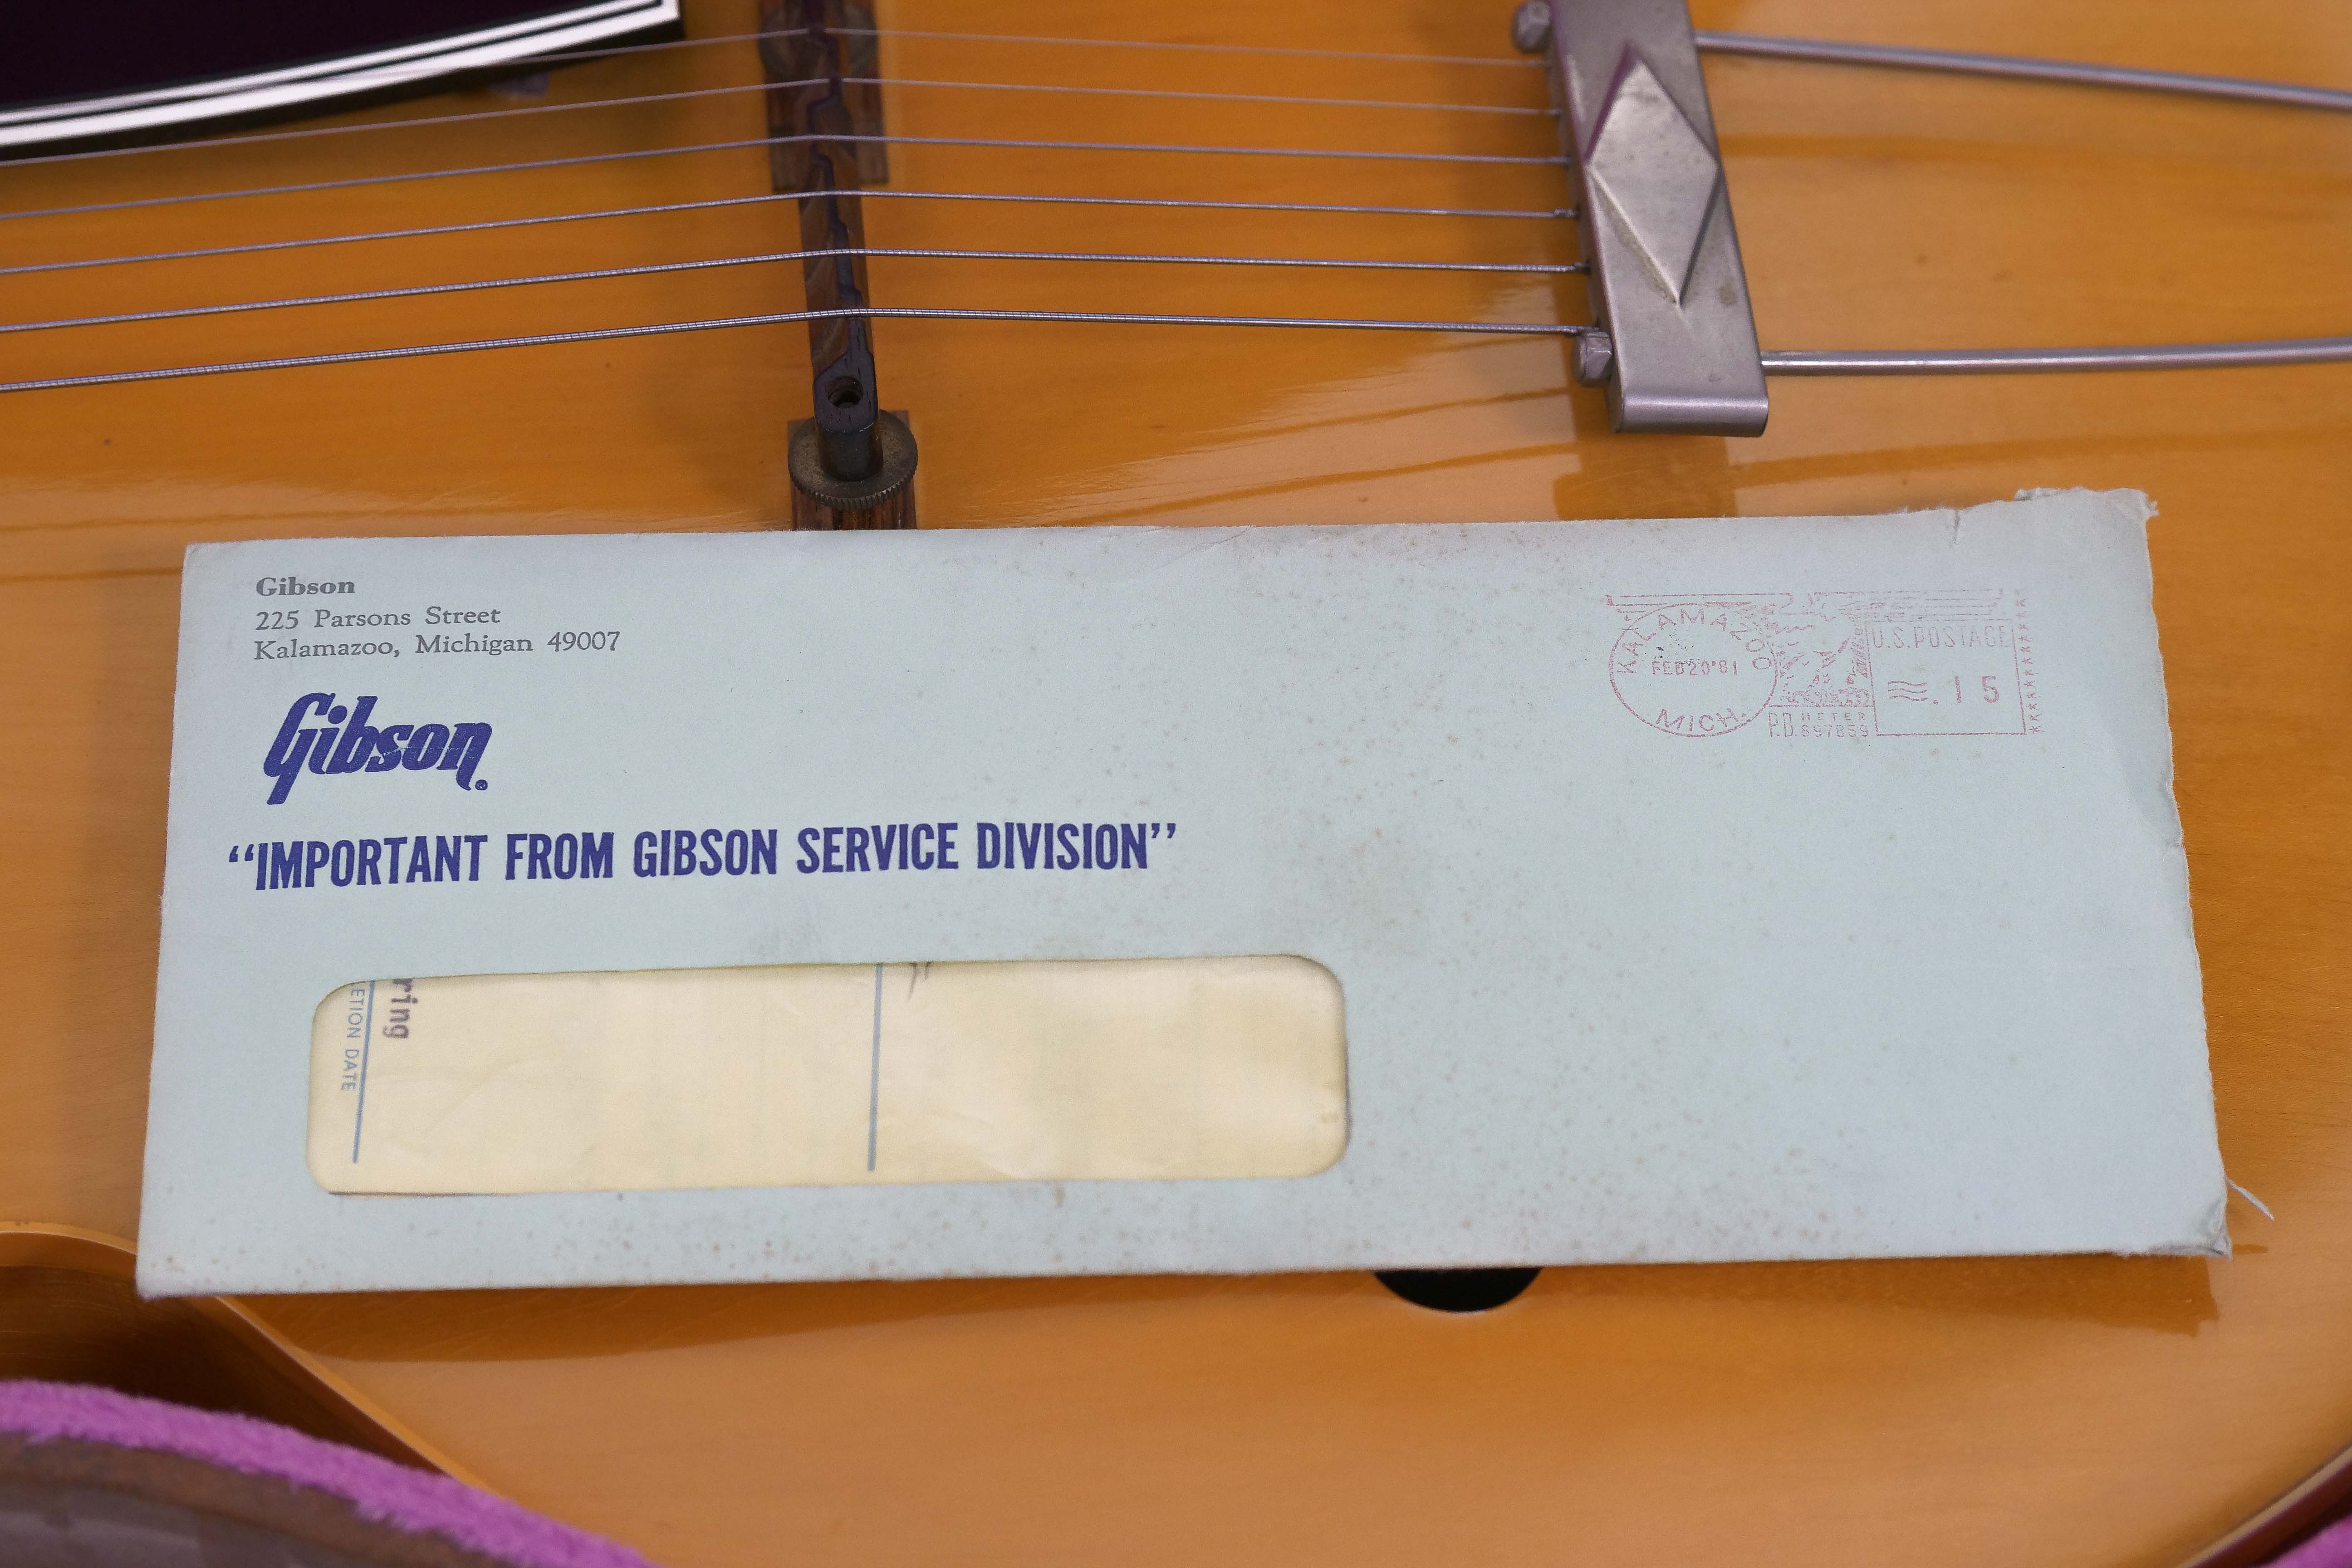 Gibson
225 Parsons Street
Kalamazoo, Michigan 49007
Gibson
“IMPORTANT FROM GIBSON SERVICE DIVISION”
KALAMAZOO
FEB 20 '81
MICH.
P.B. METER
697859
U.S. POSTAGE
.15
ring
ETION DATE